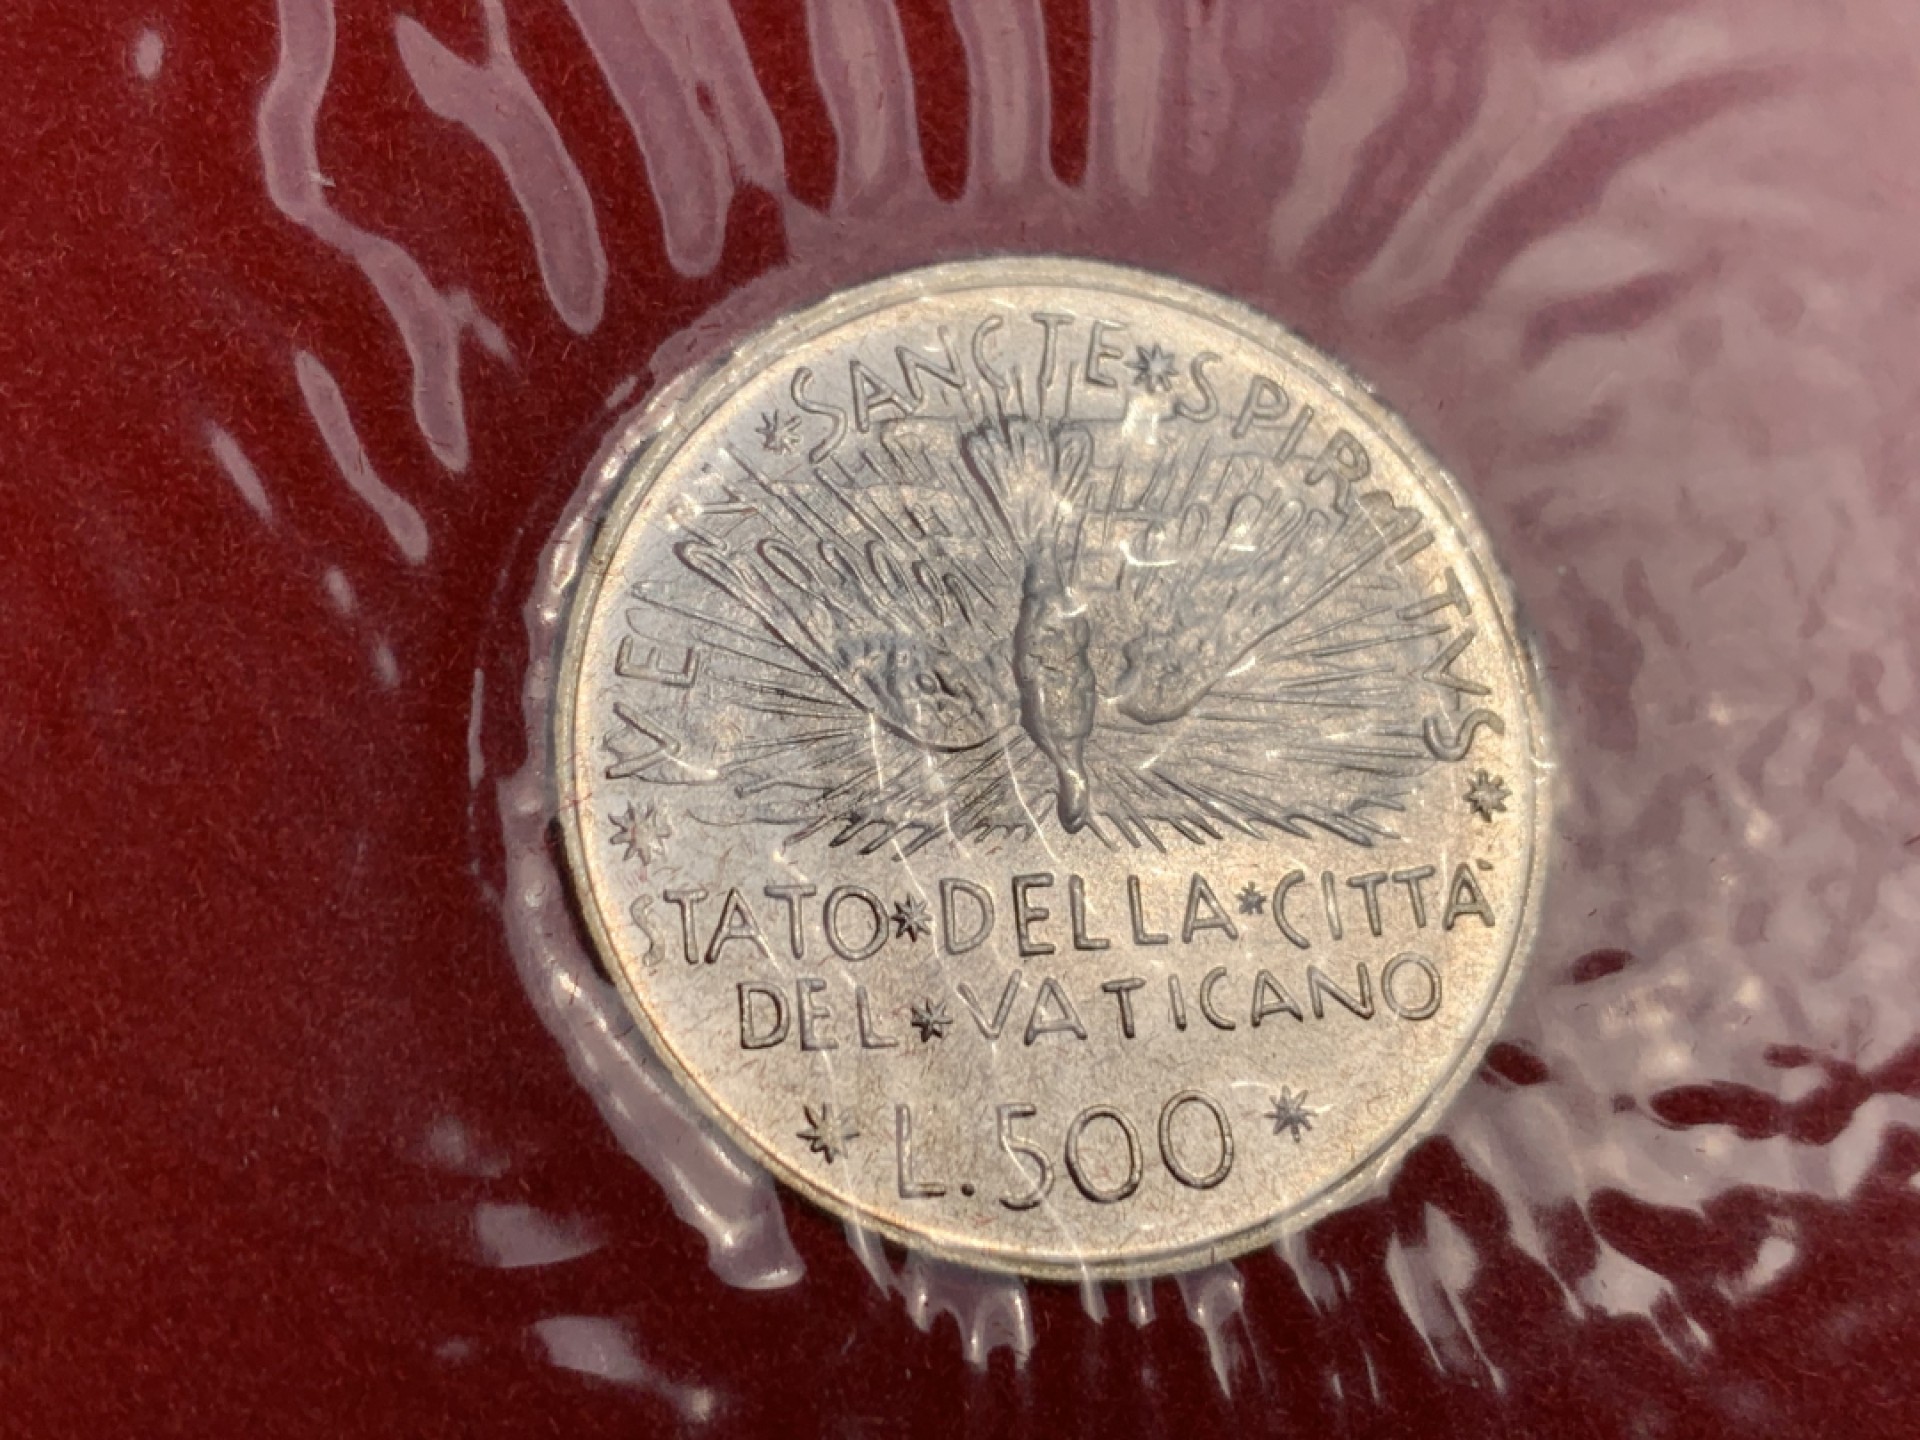 *VENI*SANCTE*SPIRITVS*
STATO*DELLA*CITTÀ
DEL*VATICANO
*L.500*